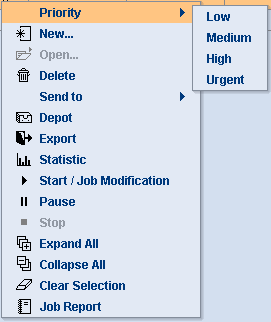 Priority
Low
Medium
High
Urgent
New...
Open...
Delete
Send to
Depot
Export
Statistic
Start / Job Modification
Pause
Stop
Expand All
Collapse All
Clear Selection
Job Report